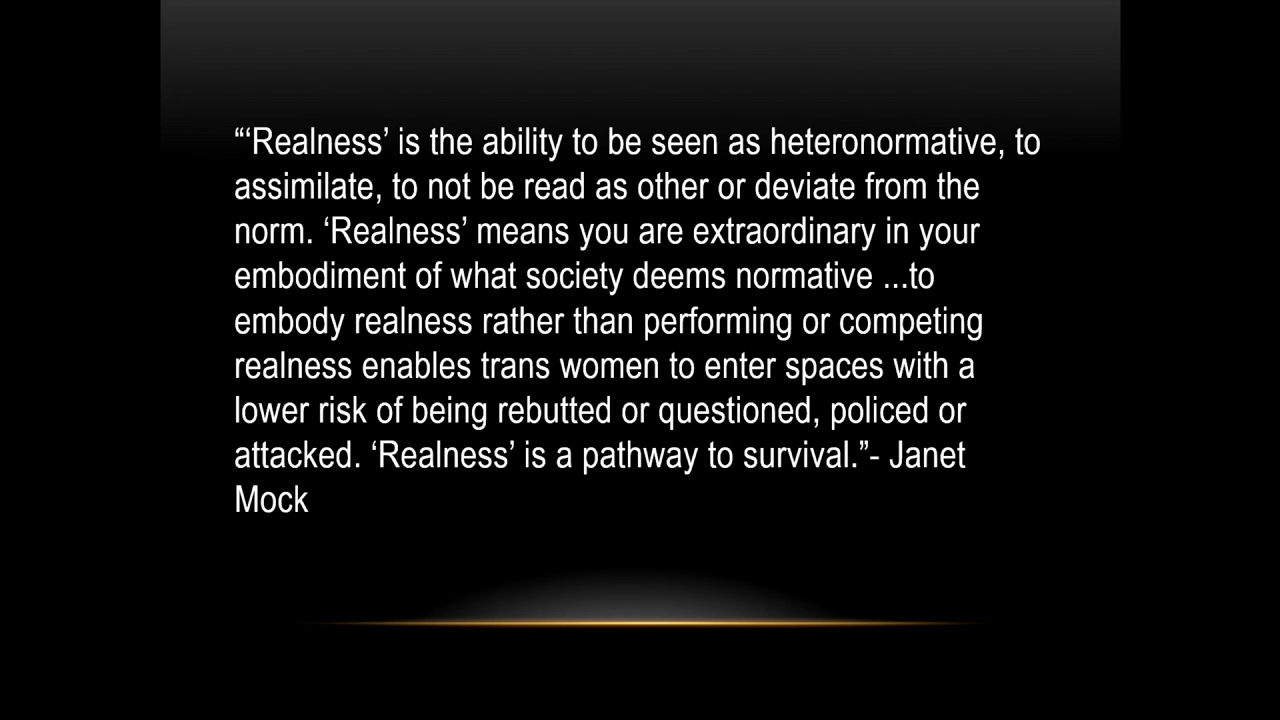 “‘Realness’ is the ability to be seen as heteronormative, to
assimilate, to not be read as other or deviate from the
norm. ‘Realness’ means you are extraordinary in your
embodiment of what society deems normative ...to
embody realness rather than performing or competing
realness enables trans women to enter spaces with a
lower risk of being rebutted or questioned, policed or
attacked. ‘Realness’ is a pathway to survival.”- Janet
Mock